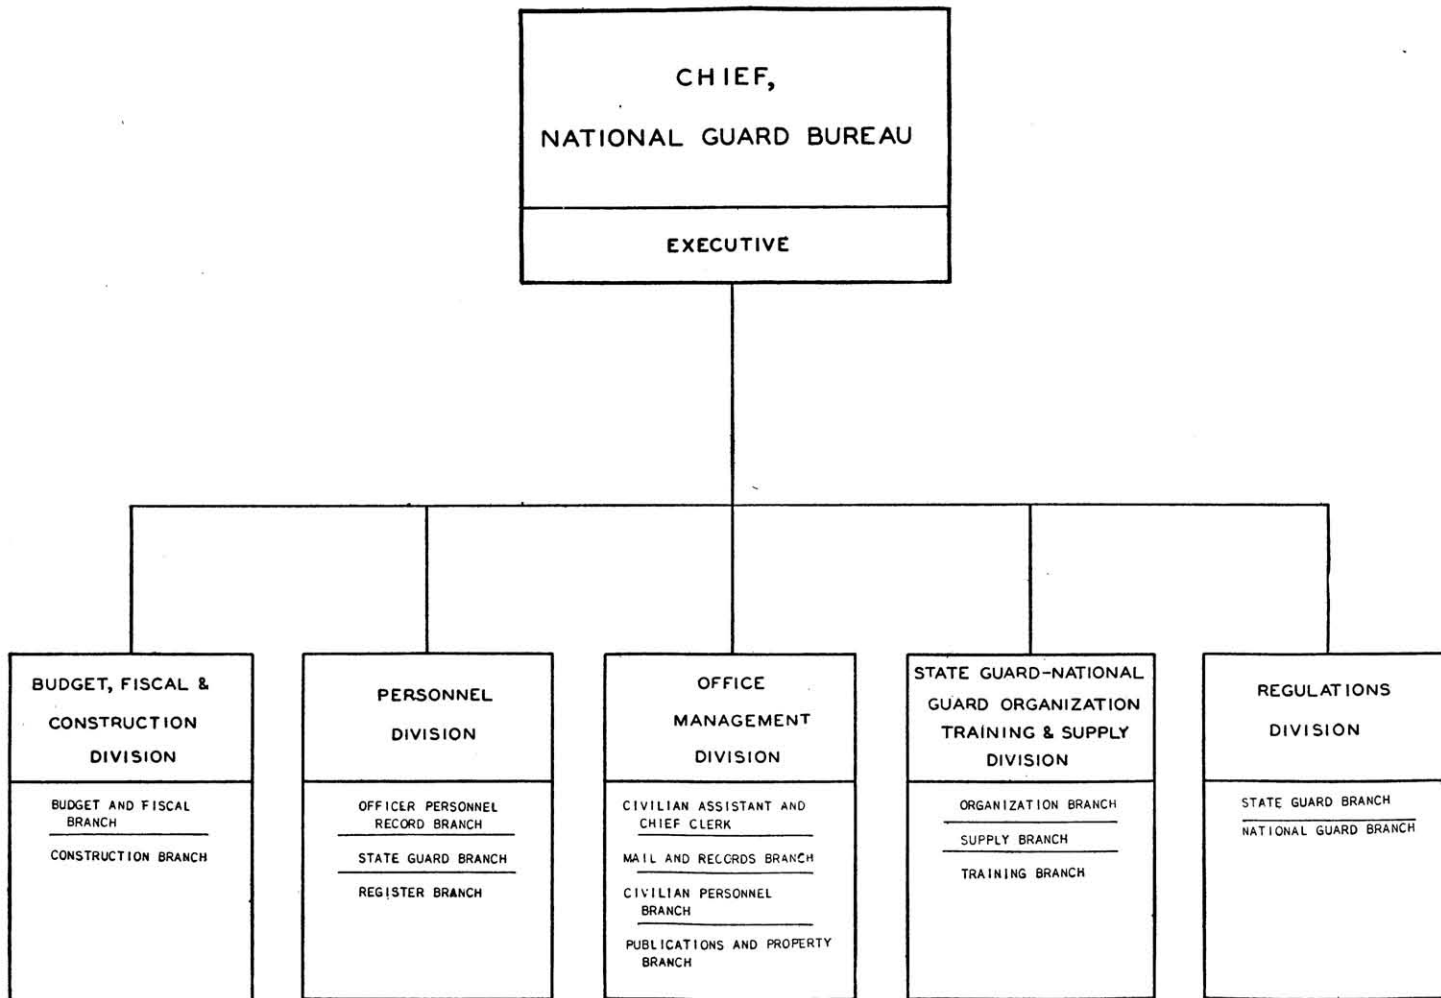 CHIEF,
NATIONAL GUARD BUREAU
EXECUTIVE
BUDGET, FISCAL &
CONSTRUCTION
DIVISION
BUDGET AND FISCAL
BRANCH
CONSTRUCTION BRANCH
PERSONNEL
DIVISION
OFFICER PERSONNEL
RECORD BRANCH
STATE GUARD BRANCH
REGISTER BRANCH
OFFICE
MANAGEMENT
DIVISION
CIVILIAN ASSISTANT AND
CHIEF CLERK
MAIL AND RECORDS BRANCH
CIVILIAN PERSONNEL
BRANCH
PUBLICATIONS AND PROPERTY
BRANCH
STATE GUARD-NATIONAL
GUARD ORGANIZATION
TRAINING & SUPPLY
DIVISION
ORGANIZATION BRANCH
SUPPLY BRANCH
TRAINING BRANCH
REGULATIONS
DIVISION
STATE GUARD BRANCH
NATIONAL GUARD BRANCH